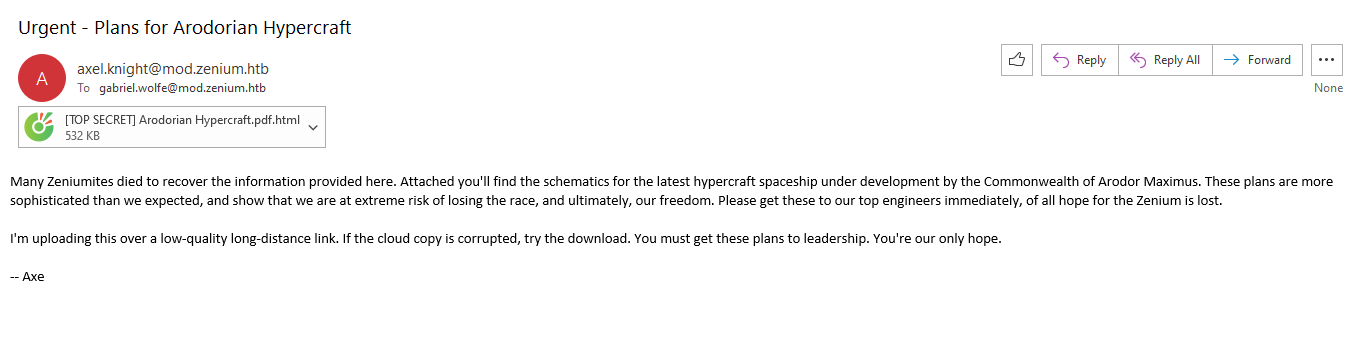 Urgent - Plans for Arodorian Hypercraft
A
axel.knight@mod.zenium.htb
To gabriel.wolfe@mod.zenium.htb
Reply
Reply All
Forward
None
[TOP SECRET] Arodorian Hypercraft.pdf.html
532 KB
Many Zeniumites died to recover the information provided here. Attached you'll find the schematics for the latest hypercraft spaceship under development by the Commonwealth of Arodor Maximus. These plans are more
sophisticated than we expected, and show that we are at extreme risk of losing the race, and ultimately, our freedom. Please get these to our top engineers immediately, of all hope for the Zenium is lost.
I'm uploading this over a low-quality long-distance link. If the cloud copy is corrupted, try the download. You must get these plans to leadership. You're our only hope.
-- Axe